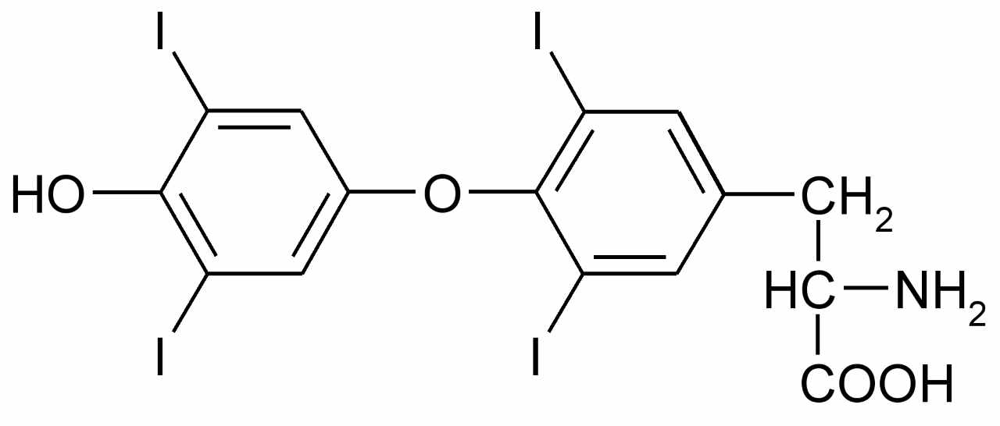 I I
HO O CH2
HC NH2
I I
COOH